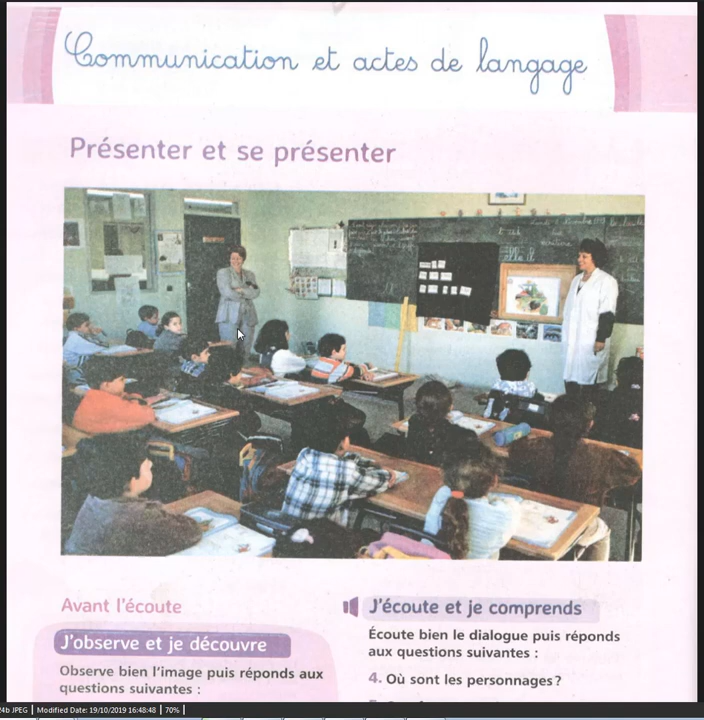 Communication et actes de langage
Présenter et se présenter
Avant l'écoute
J'observe et je découvre
Observe bien l'image puis réponds aux
questions suivantes :
J'écoute et je comprends
Écoute bien le dialogue puis réponds
aux questions suivantes :
4. Où sont les personnages ?
24b JPEG | Modified Date: 19/10/2019 16:48:48 | 70%